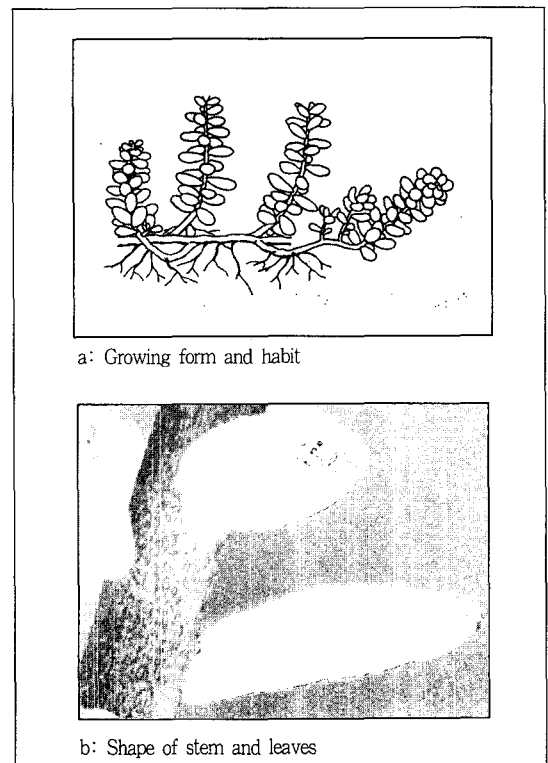 a: Growing form and habit
b: Shape of stem and leaves